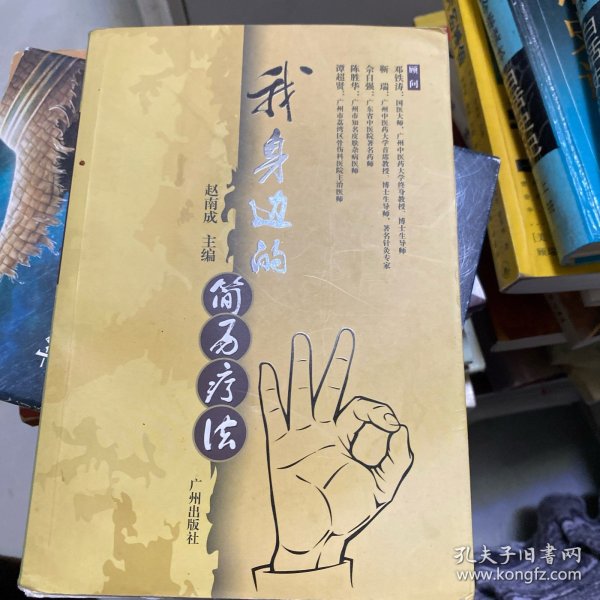 顾问
邓铁涛：国医大师、广州中医药大学终身教授、博士生导师
靳 瑞：广州中医药大学首席教授、博士生导师、著名针灸专家
佘自强：广东省中医院著名药师
陈胜华：广州市知名皮肤杂病医师
谭超贤：广州市荔湾区骨伤科医院主治医师
我身边的
简易疗法
赵南成 主编
广州出版社
孔夫子旧书网
www.kongfz.com